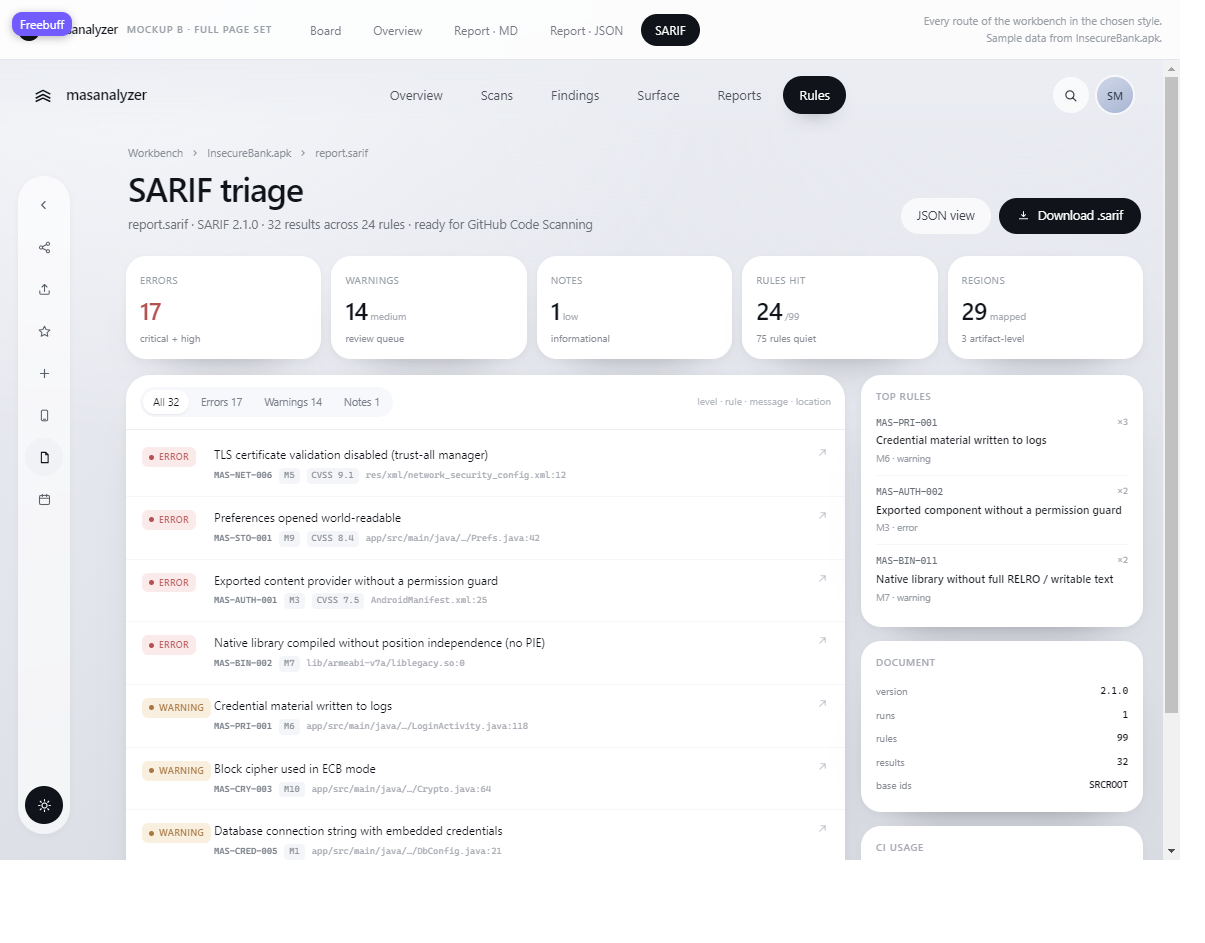 Freebuff
sanalyzer MOCKUP B · FULL PAGE SET Board Overview Report · MD Report · JSON SARIF
Every route of the workbench in the chosen style.
Sample data from InsecureBank.apk.
masanalyzer Overview Scans Findings Surface Reports Rules SM
Workbench > InsecureBank.apk > report.sarif
SARIF triage
report.sarif · SARIF 2.1.0 · 32 results across 24 rules · ready for GitHub Code Scanning
JSON view Download .sarif
ERRORS
17
critical + high
WARNINGS
14 medium
review queue
NOTES
1 low
informational
RULES HIT
24 /99
75 rules quiet
REGIONS
29 mapped
3 artifact-level
All 32 Errors 17 Warnings 14 Notes 1 level · rule · message · location
ERROR TLS certificate validation disabled (trust-all manager)
MAS-NET-006 M5 CVSS 9.1 res/xml/network_security_config.xml:12
ERROR Preferences opened world-readable
MAS-STO-001 M9 CVSS 8.4 app/src/main/java/…/Prefs.java:42
ERROR Exported content provider without a permission guard
MAS-AUTH-001 M3 CVSS 7.5 AndroidManifest.xml:25
ERROR Native library compiled without position independence (no PIE)
MAS-BIN-002 M7 lib/armeabi-v7a/liblegacy.so:0
WARNING Credential material written to logs
MAS-PRI-001 M6 app/src/main/java/…/LoginActivity.java:118
WARNING Block cipher used in ECB mode
MAS-CRY-003 M10 app/src/main/java/…/Crypto.java:64
WARNING Database connection string with embedded credentials
MAS-CRED-005 M1 app/src/main/java/…/DbConfig.java:21
TOP RULES
MAS-PRI-001 ×3
Credential material written to logs
M6 · warning
MAS-AUTH-002 ×2
Exported component without a permission guard
M3 · error
MAS-BIN-011 ×2
Native library without full RELRO / writable text
M7 · warning
DOCUMENT
version 2.1.0
runs 1
rules 99
results 32
base ids SRCROOT
CI USAGE